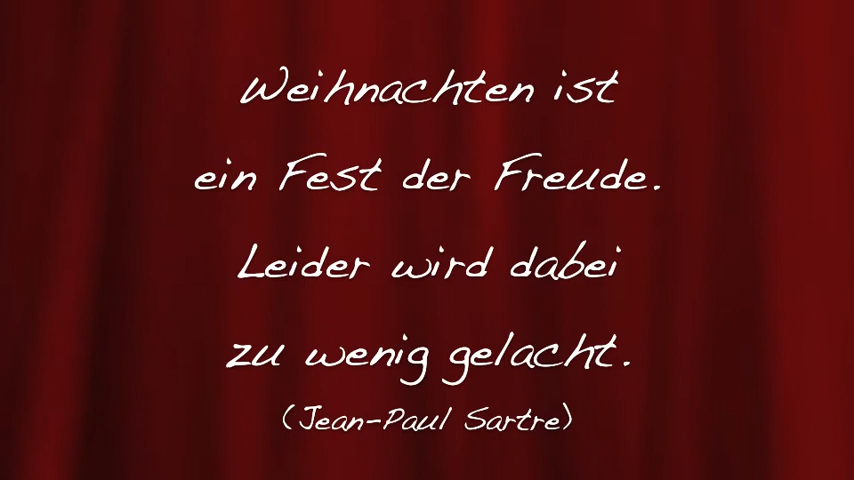 Weihnachten ist
ein Fest der Freude.
Leider wird dabei
zu wenig gelacht.
(Jean-Paul Sartre)